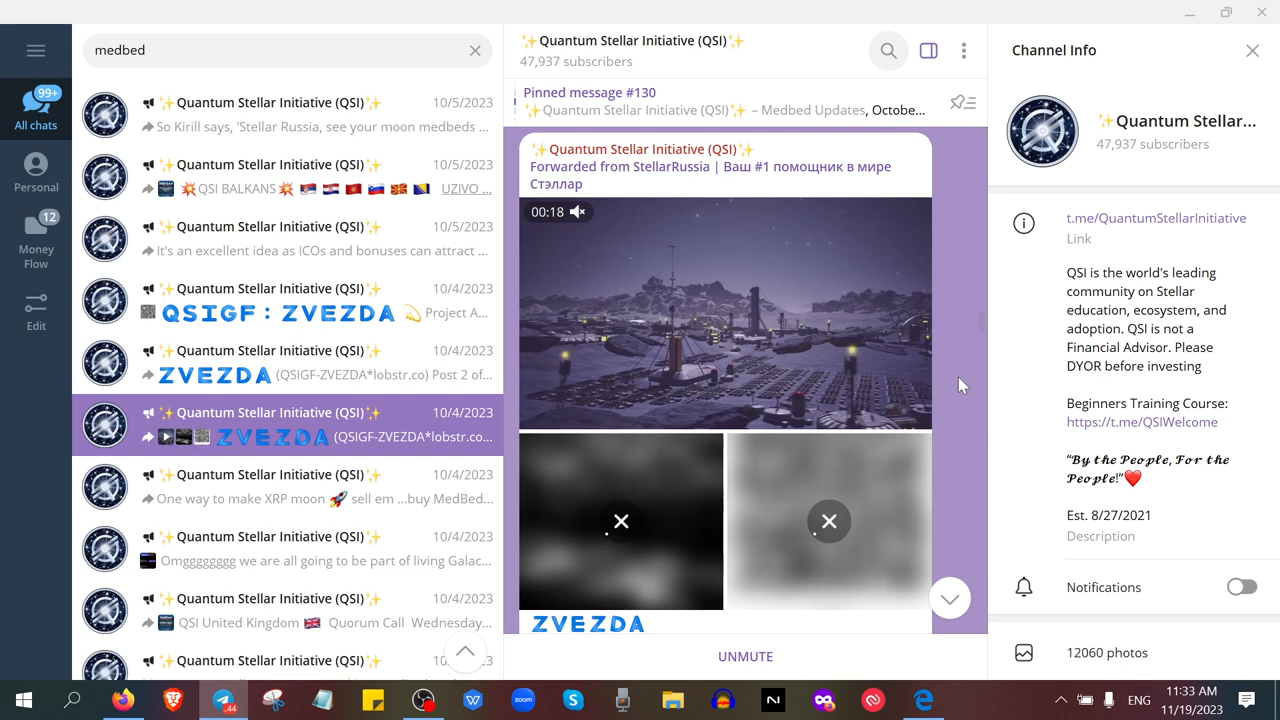 medbed
99+
All chats
Personal
12
Money
Flow
Edit
✨Quantum Stellar Initiative (QSI)✨ 10/5/2023
So Kirill says, 'Stellar Russia, see your moon medbeds ...
✨Quantum Stellar Initiative (QSI)✨ 10/5/2023
💥QSI BALKANS💥 🇷🇸 🇭🇷 🇲🇪 🇸🇮 🇲🇰 🇧🇦 UZIVO ...
✨Quantum Stellar Initiative (QSI)✨ 10/5/2023
It's an excellent idea as ICOs and bonuses can attract ...
✨Quantum Stellar Initiative (QSI)✨ 10/4/2023
QSIGF : ZVEZDA 💫 Project A...
✨Quantum Stellar Initiative (QSI)✨ 10/4/2023
ZVEZDA (QSIGF-ZVEZDA*lobstr.co) Post 2 of...
✨Quantum Stellar Initiative (QSI)✨ 10/4/2023
ZVEZDA (QSIGF-ZVEZDA*lobstr.co...
✨Quantum Stellar Initiative (QSI)✨ 10/4/2023
One way to make XRP moon 🚀 sell em ...buy MedBed...
✨Quantum Stellar Initiative (QSI)✨ 10/4/2023
Omggggggg we are all going to be part of living Galac...
✨Quantum Stellar Initiative (QSI)✨ 10/4/2023
QSI United Kingdom 🇬🇧 Quorum Call Wednesday...
✨Quantum Stellar Initiative (QSI)✨
✨Quantum Stellar Initiative (QSI)✨
47,937 subscribers
Pinned message #130
✨Quantum Stellar Initiative (QSI)✨ – Medbed Updates, Octobe...
✨Quantum Stellar Initiative (QSI)✨
Forwarded from StellarRussia | Ваш #1 помощник в мире
Стэллар
00:18
ZVEZDA
UNMUTE
Channel Info
✨Quantum Stellar...
47,937 subscribers
t.me/QuantumStellarInitiative
Link
QSI is the world's leading
community on Stellar
education, ecosystem, and
adoption. QSI is not a
Financial Advisor. Please
DYOR before investing
Beginners Training Course:
https://t.me/QSIWelcome
"𝓑𝔂 𝓽𝓱𝓮 𝓟𝓮𝓸𝓹𝓵𝓮, 𝓕𝓸𝓻 𝓽𝓱𝓮
𝓟𝓮𝓸𝓹𝓵𝓮!"❤️
Est. 8/27/2021
Description
Notifications
12060 photos
44
zoom
ENG
11:33 AM
11/19/2023